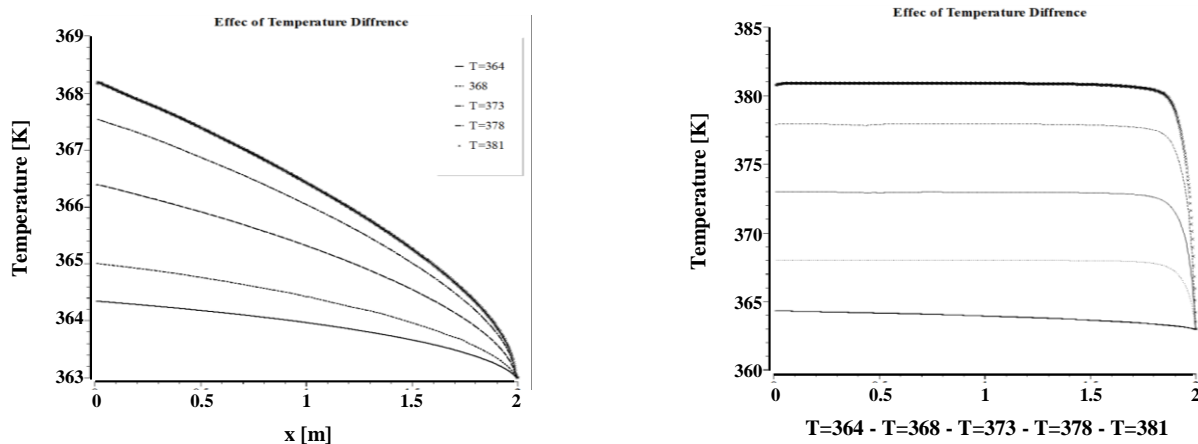 Effec of Temperature Diffrence
369
368
367
366
365
364
363
Temperature [K]
T=364
368
T=373
T=378
T=381
0
0.5
1
1.5
2
x [m]
Effec of Temperature Diffrence
385
380
375
370
365
360
Temperature [K]
0
0.5
1
1.5
2
T=364 - T=368 - T=373 - T=378 - T=381